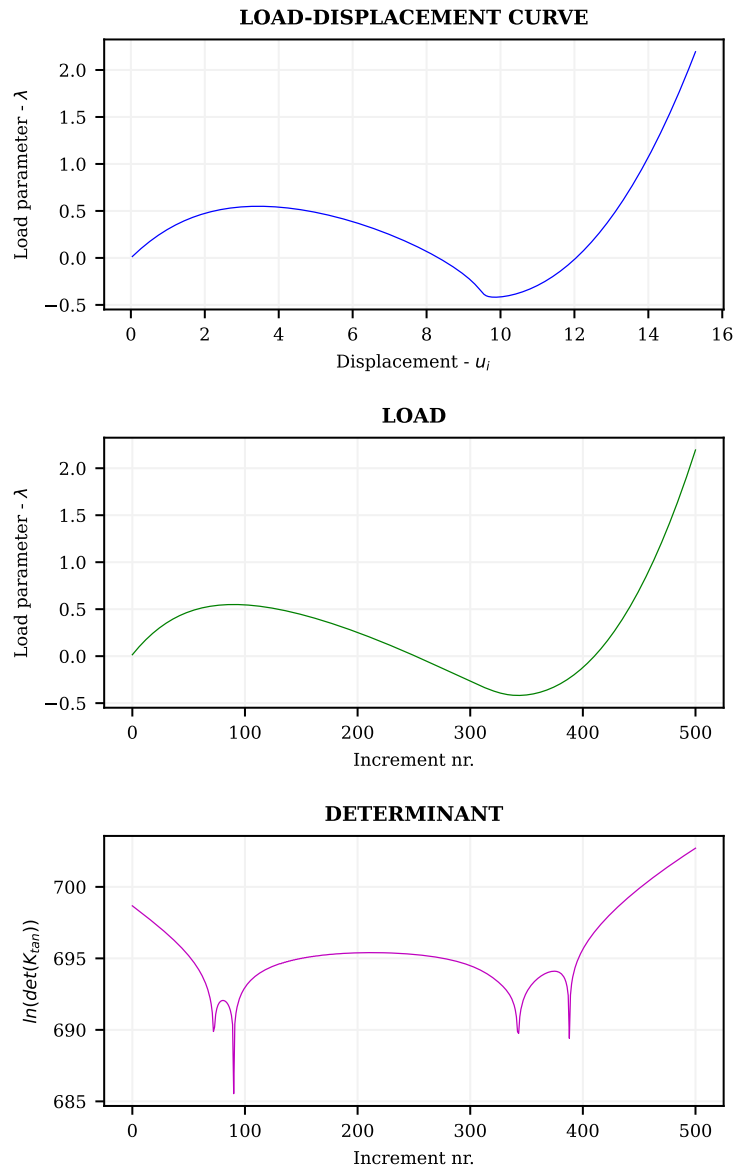 LOAD-DISPLACEMENT CURVE
Load parameter - λ
2.0
1.5
1.0
0.5
0.0
−0.5
0 2 4 6 8 10 12 14 16
Displacement - u_i
LOAD
Load parameter - λ
2.0
1.5
1.0
0.5
0.0
−0.5
0 100 200 300 400 500
Increment nr.
DETERMINANT
ln(det(K_tan))
700
695
690
685
0 100 200 300 400 500
Increment nr.